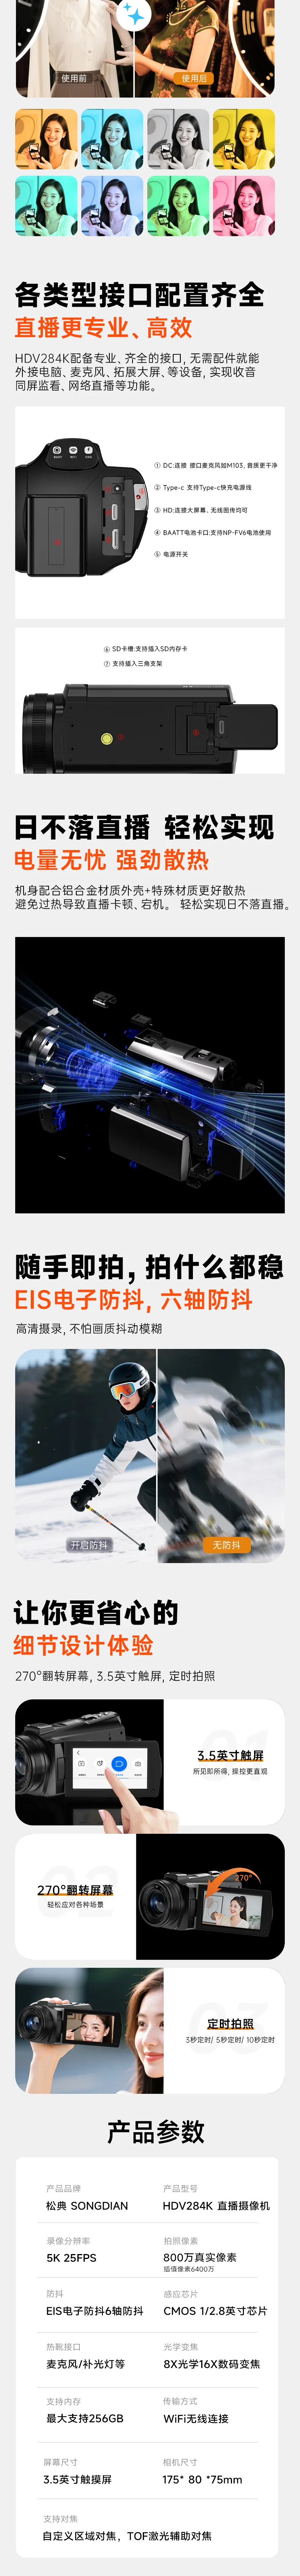 使用前
使用后
各类型接口配置齐全
直播更专业、高效
HDV284K配备专业、齐全的接口, 无需配件就能
外接电脑、麦克风、拓展大屏、等设备, 实现收音
同屏监看、网络直播等功能。
① DC:连接 接口麦克风如M103, 音质更干净
② Type-c 支持Type-c快充电源线
③ HD:连接大屏幕、无线图传均可
④ BAATT电池卡口:支持NP-FV6电池使用
⑤ 电源开关
⑥ SD卡槽:支持插入SD内存卡
⑦ 支持插入三角支架
日不落直播 轻松实现
电量无忧 强劲散热
机身配合铝合金材质外壳+特殊材质更好散热
避免过热导致直播卡顿、宕机。 轻松实现日不落直播。
随手即拍, 拍什么都稳
EIS电子防抖, 六轴防抖
高清摄录, 不怕画质抖动模糊
开启防抖
无防抖
让你更省心的
细节设计体验
270°翻转屏幕, 3.5英寸触屏, 定时拍照
01
3.5英寸触屏
所见即所得, 操控更直观
02
270°翻转屏幕
轻松应对各种场景
270°
03
定时拍照
3秒定时/ 5秒定时/ 10秒定时
产品参数
产品品牌
产品型号
松典 SONGDIAN
HDV284K 直播摄像机
录像分辨率
拍照像素
5K 25FPS
800万真实像素
插值像素6400万
防抖
感应芯片
EIS电子防抖6轴防抖
CMOS 1/2.8英寸芯片
热靴接口
光学变焦
麦克风/补光灯等
8X光学16X数码变焦
支持内存
传输方式
最大支持256GB
WiFi无线连接
屏幕尺寸
相机尺寸
3.5英寸触摸屏
175* 80 *75mm
支持对焦
自定义区域对焦, TOF激光辅助对焦